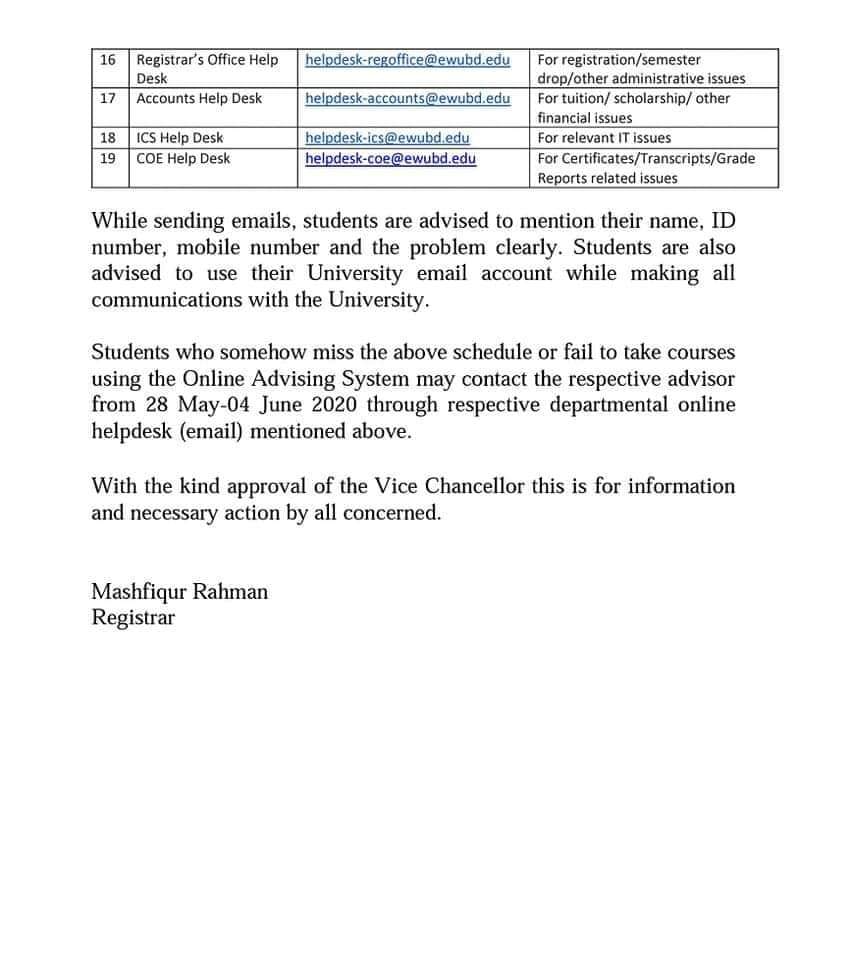 16 Registrar's Office Help Desk helpdesk-regoffice@ewubd.edu For registration/semester drop/other administrative issues
17 Accounts Help Desk helpdesk-accounts@ewubd.edu For tuition/ scholarship/ other financial issues
18 ICS Help Desk helpdesk-ics@ewubd.edu For relevant IT issues
19 COE Help Desk helpdesk-coe@ewubd.edu For Certificates/Transcripts/Grade Reports related issues
While sending emails, students are advised to mention their name, ID
number, mobile number and the problem clearly. Students are also
advised to use their University email account while making all
communications with the University.
Students who somehow miss the above schedule or fail to take courses
using the Online Advising System may contact the respective advisor
from 28 May-04 June 2020 through respective departmental online
helpdesk (email) mentioned above.
With the kind approval of the Vice Chancellor this is for information
and necessary action by all concerned.
Mashfiqur Rahman
Registrar